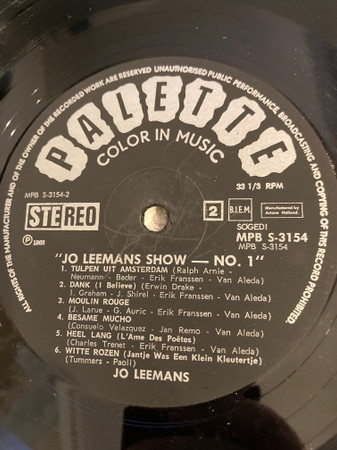 ALL RIGHTS OF THE MANUFACTURER AND OF THE OWNER OF THE RECORDED WORK ARE RESERVED UNAUTHORISED PUBLIC PERFORMANCE, BROADCASTING AND COPYING OF THIS RECORD PROHIBITED.
PALETTE
COLOR IN MUSIC
33 1/3 RPM
MPB S-3154-2
STEREO
2
B.I.E.M.
Manufactured by
Artone Holland.
SOGEDI
MPB S-3154
MPB S-3154
"JO LEEMANS SHOW — NO. 1"
1. TULPEN UIT AMSTERDAM (Ralph Arnie -
Neumann - Bader - Erik Franssen - Van Aleda)
2. DANK (I Believe) (Erwin Drake -
J. Graham - J. Shirel - Erik Franssen - Van Aleda)
3. MOULIN ROUGE
(J. Larue - G. Auric - Erik Franssen - Van Aleda)
4. BESAME MUCHO
(Consuelo Velazquez - Jan Remo - Van Aleda)
5. HEEL LANG (L'Ame Des Poètes)
(Charles Trenet - Erik Franssen - Van Aleda)
6. WITTE ROZEN (Jantje Was Een Klein Kleutertje)
(Tummers - Paoli)
JO LEEMANS